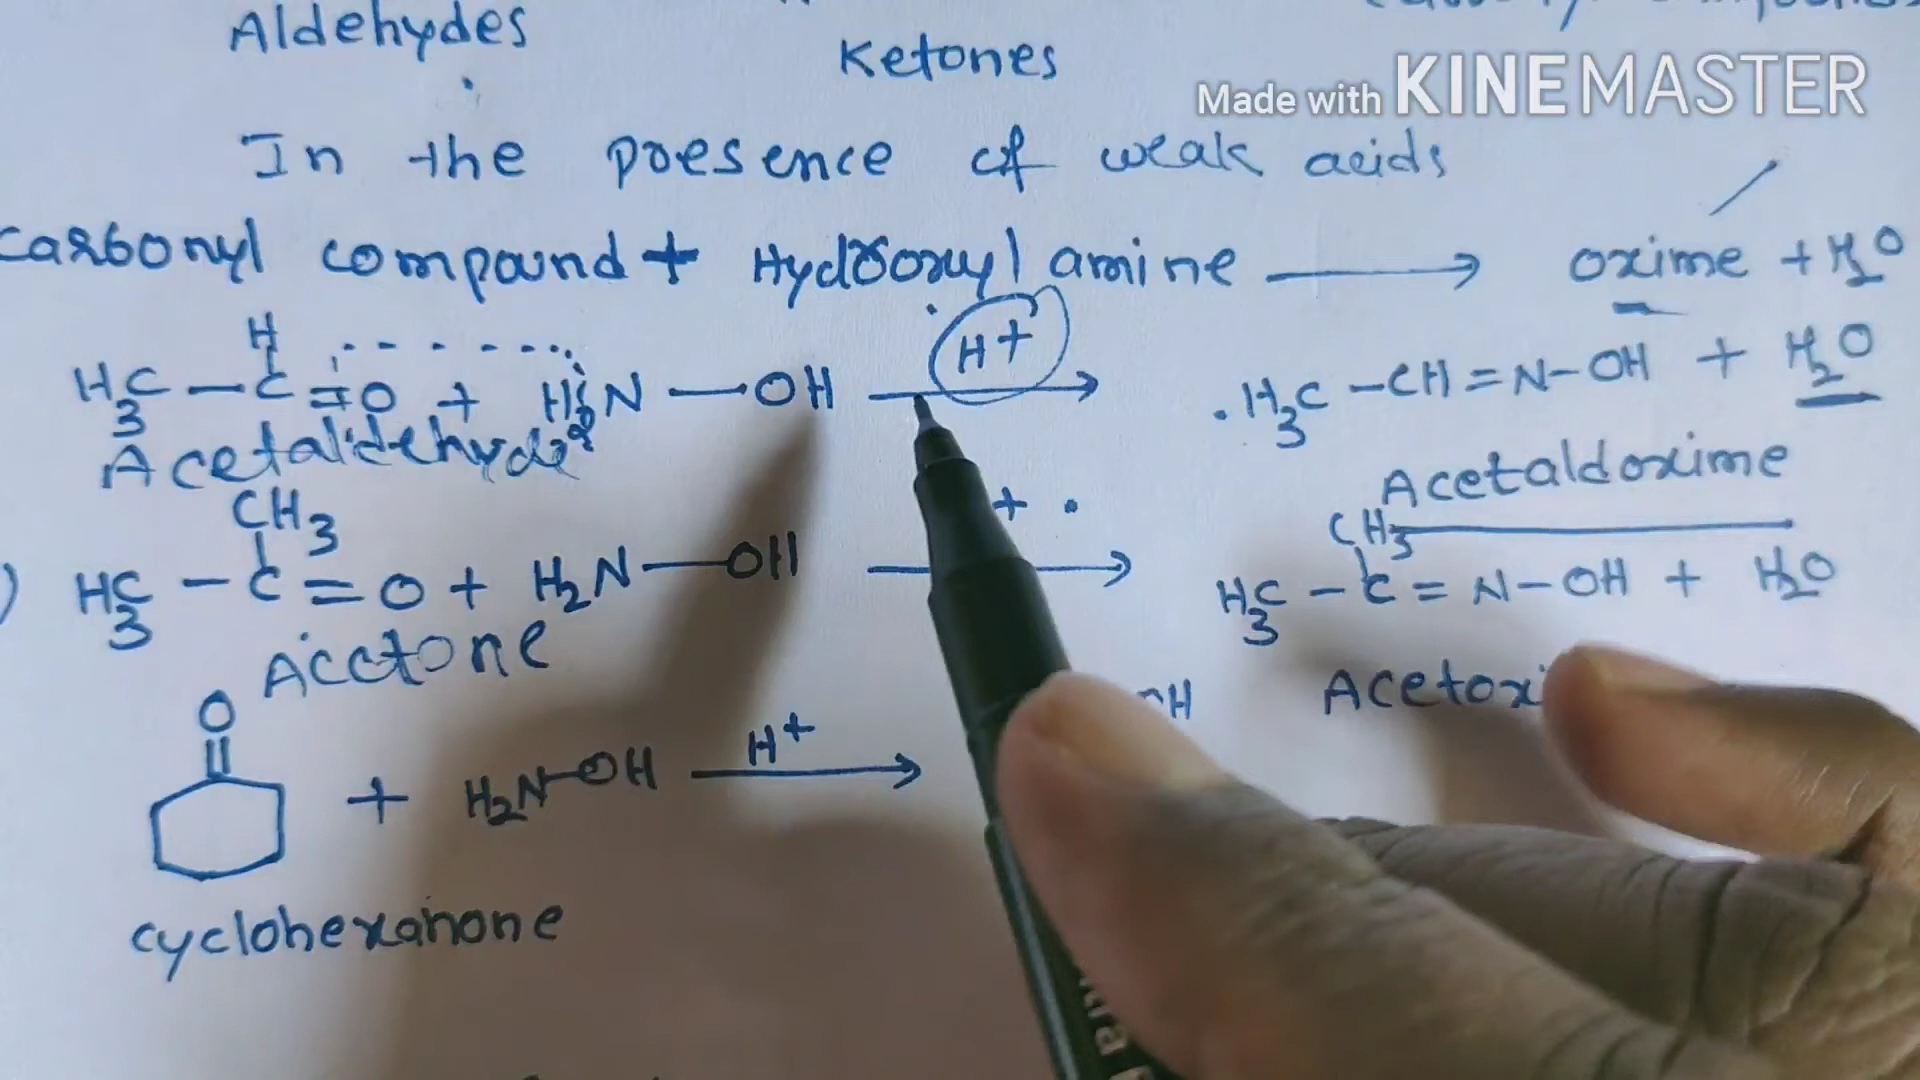 Aldehydes
Ketones
Made with KINEMASTER
In the presence of weak acids
carbonyl compound + Hydroxyl amine ⟶ oxime + H₂O
H
H₃C – C = O + H₂N – OH ⟶ H⁺ H₃C – CH = N – OH + H₂O
Acetaldehyde
Acetaldoxime
CH₃
CH₃
) H₃C – C = O + H₂N – OH ⟶ + H₃C – C = N – OH + H₂O
Acetone
Acetoxi
OH
O
+ H₂N–OH ⟶ H⁺
cyclohexanone